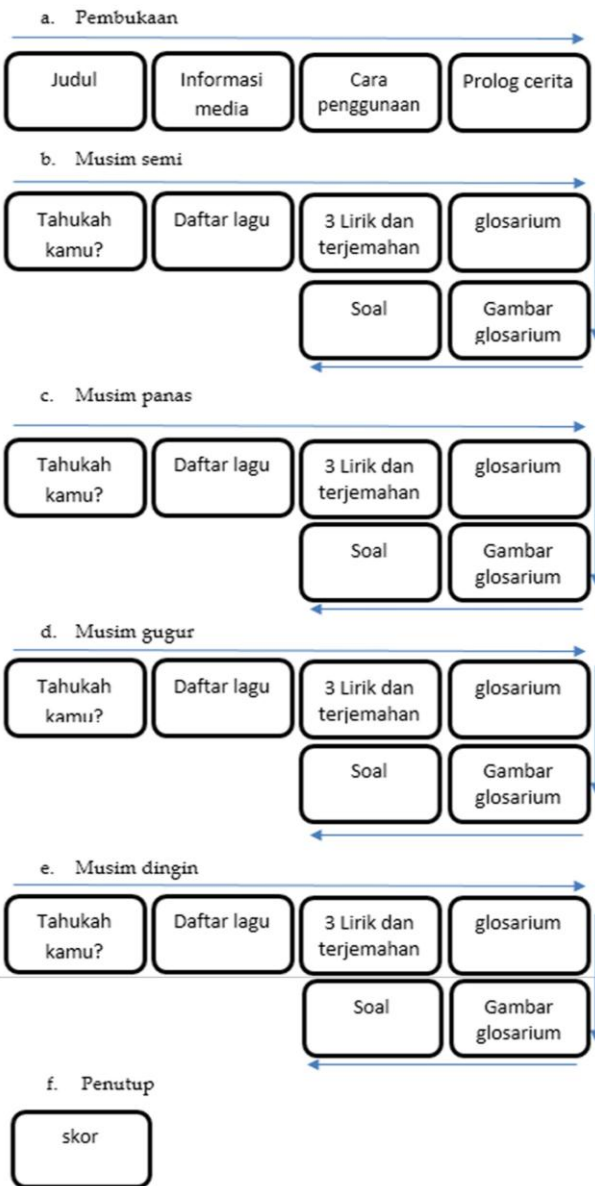 a. Pembukaan
Judul
Informasi
media
Cara
penggunaan
Prolog cerita
b. Musim semi
Tahukah
kamu?
Daftar lagu
3 Lirik dan
terjemahan
glosarium
Soal
Gambar
glosarium
c. Musim panas
Tahukah
kamu?
Daftar lagu
3 Lirik dan
terjemahan
glosarium
Soal
Gambar
glosarium
d. Musim gugur
Tahukah
kamu?
Daftar lagu
3 Lirik dan
terjemahan
glosarium
Soal
Gambar
glosarium
e. Musim dingin
Tahukah
kamu?
Daftar lagu
3 Lirik dan
terjemahan
glosarium
Soal
Gambar
glosarium
f. Penutup
skor